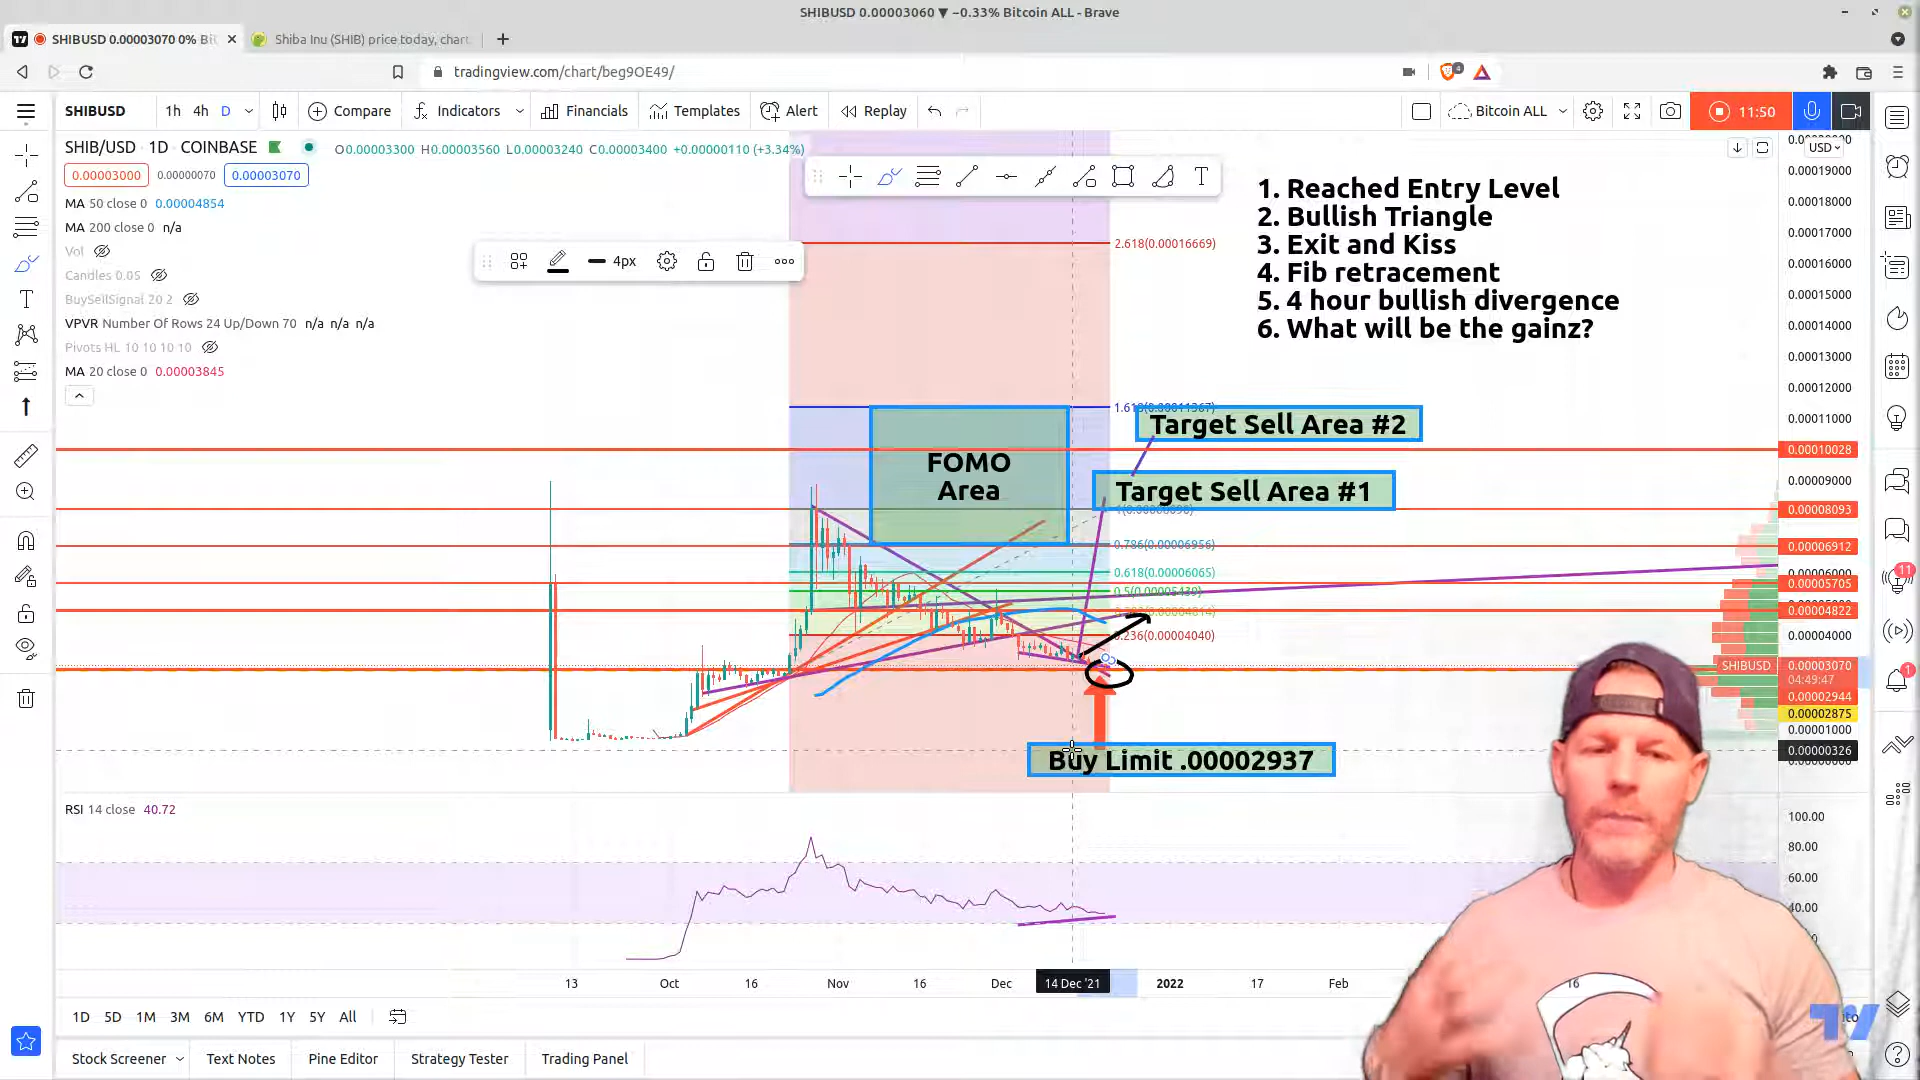 SHIBUSD 0.00003060 ▼ −0.33% Bitcoin ALL - Brave
SHIBUSD 0.00003070 0% Bi
Shiba Inu (SHIB) price today, chart
tradingview.com/chart/beg9OE49/
4
SHIBUSD 1h 4h D Compare Indicators Financials Templates Alert Replay Bitcoin ALL 11:50
SHIB/USD · 1D · COINBASE O0.00003300 H0.00003560 L0.00003240 C0.00003400 +0.00000110 (+3.34%)
0.00003000 0.00000070 0.00003070
MA 50 close 0 0.00004854
MA 200 close 0 n/a
Vol
Candles 0.05
BuySellSignal 20 2
VPVR Number Of Rows 24 Up/Down 70 n/a n/a n/a
Pivots HL 10 10 10 10
MA 20 close 0 0.00003845
4px
T
1. Reached Entry Level
2. Bullish Triangle
3. Exit and Kiss
4. Fib retracement
5. 4 hour bullish divergence
6. What will be the gainz?
2.618(0.00016669)
Target Sell Area #2
FOMO
Area
Target Sell Area #1
0.786(0.00006956)
0.618(0.00006065)
0.5(0.00005439)
0.236(0.00004040)
Buy Limit .00002937
USD
0.00019000
0.00018000
0.00017000
0.00016000
0.00015000
0.00014000
0.00013000
0.00012000
0.00011000
0.00010028
0.00009000
0.00008093
0.00006912
0.00005705
0.00004822
0.00004000
SHIBUSD 0.00003070
04:49:47
0.00002944
0.00002875
0.00001000
0.00000326
11
1
RSI 14 close 40.72
100.00
80.00
60.00
40.00
13 Oct 16 Nov 16 Dec 14 Dec '21 2022 17 Feb 16
1D 5D 1M 3M 6M YTD 1Y 5Y All
Stock Screener Text Notes Pine Editor Strategy Tester Trading Panel